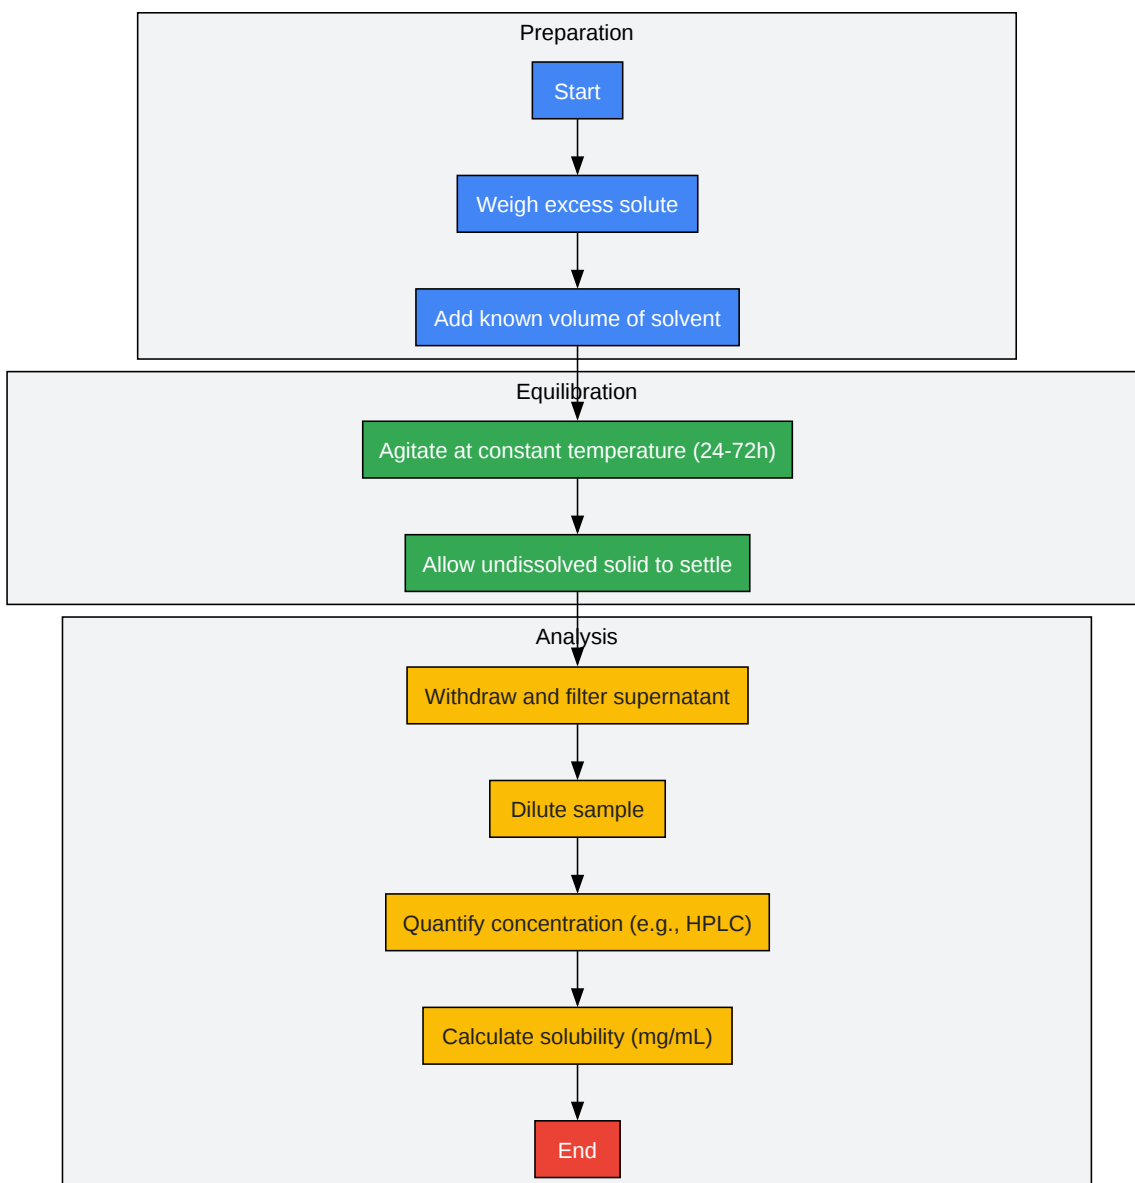 Preparation
Start
Weigh excess solute
Add known volume of solvent
Equilibration
Agitate at constant temperature (24-72h)
Allow undissolved solid to settle
Analysis
Withdraw and filter supernatant
Dilute sample
Quantify concentration (e.g., HPLC)
Calculate solubility (mg/mL)
End